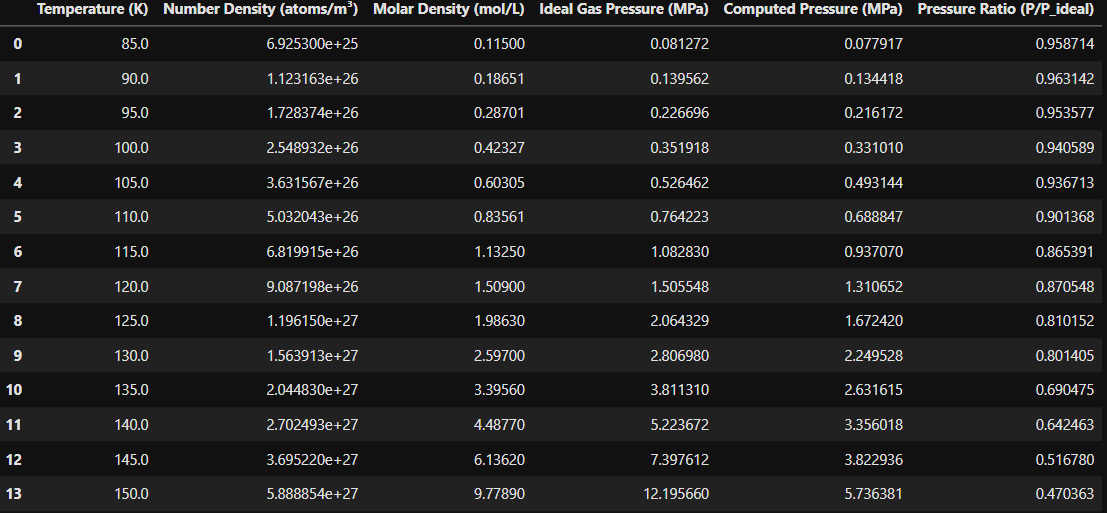 Temperature (K) Number Density (atoms/m³) Molar Density (mol/L) Ideal Gas Pressure (MPa) Computed Pressure (MPa) Pressure Ratio (P/P_ideal)
0 85.0 6.925300e+25 0.11500 0.081272 0.077917 0.958714
1 90.0 1.123163e+26 0.18651 0.139562 0.134418 0.963142
2 95.0 1.728374e+26 0.28701 0.226696 0.216172 0.953577
3 100.0 2.548932e+26 0.42327 0.351918 0.331010 0.940589
4 105.0 3.631567e+26 0.60305 0.526462 0.493144 0.936713
5 110.0 5.032043e+26 0.83561 0.764223 0.688847 0.901368
6 115.0 6.819915e+26 1.13250 1.082830 0.937070 0.865391
7 120.0 9.087198e+26 1.50900 1.505548 1.310652 0.870548
8 125.0 1.196150e+27 1.98630 2.064329 1.672420 0.810152
9 130.0 1.563913e+27 2.59700 2.806980 2.249528 0.801405
10 135.0 2.044830e+27 3.39560 3.811310 2.631615 0.690475
11 140.0 2.702493e+27 4.48770 5.223672 3.356018 0.642463
12 145.0 3.695220e+27 6.13620 7.397612 3.822936 0.516780
13 150.0 5.888854e+27 9.77890 12.195660 5.736381 0.470363